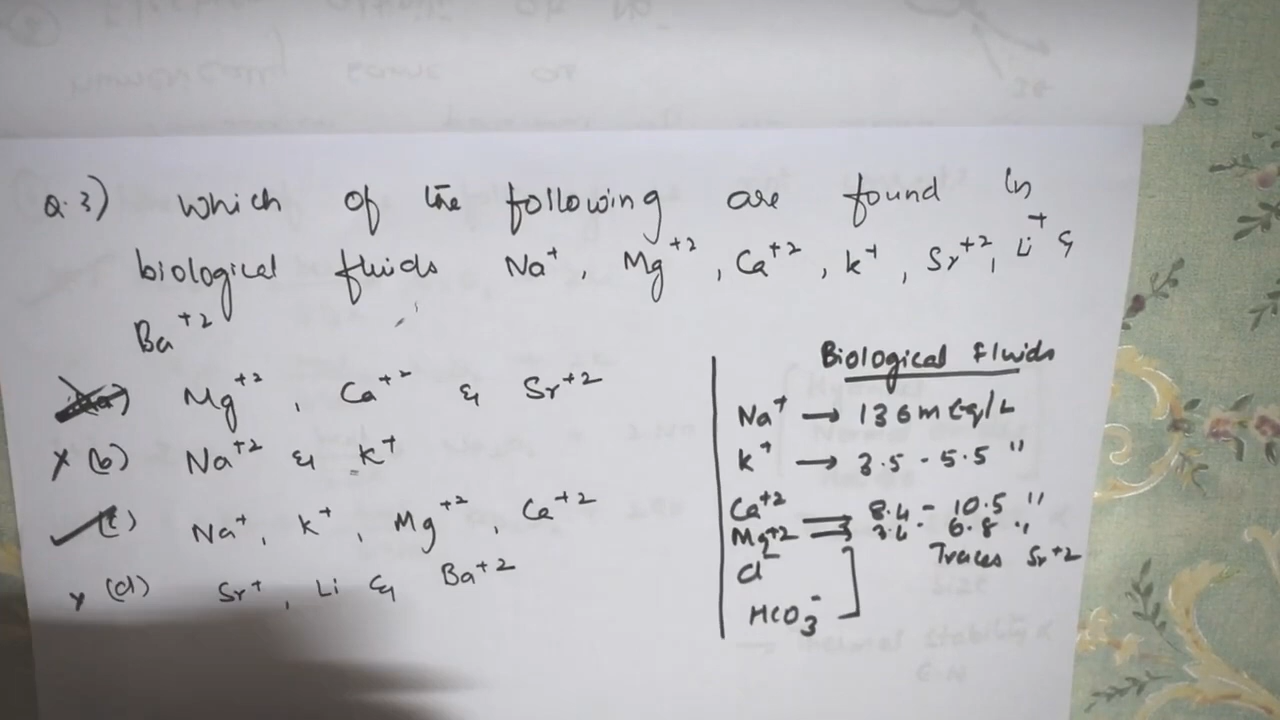 Q.3) Which of the following are found in
biological fluids Na⁺, Mg⁺², Ca⁺², K⁺, Sr⁺², Li⁺ &
Ba⁺²
(a) Mg⁺², Ca⁺² & Sr⁺²
x (b) Na⁺² & K⁺
(c) Na⁺, K⁺, Mg⁺², Ca⁺²
x (d) Sr⁺, Li & Ba⁺²
Biological Fluids
Na⁺ → 136 mEq/L
K⁺ → 3.5 - 5.5 "
Ca⁺² → 8.4 - 10.5 "
Mg⁺² → 6.8 "
Cl⁻ Traces Sr⁺²
HCO₃⁻